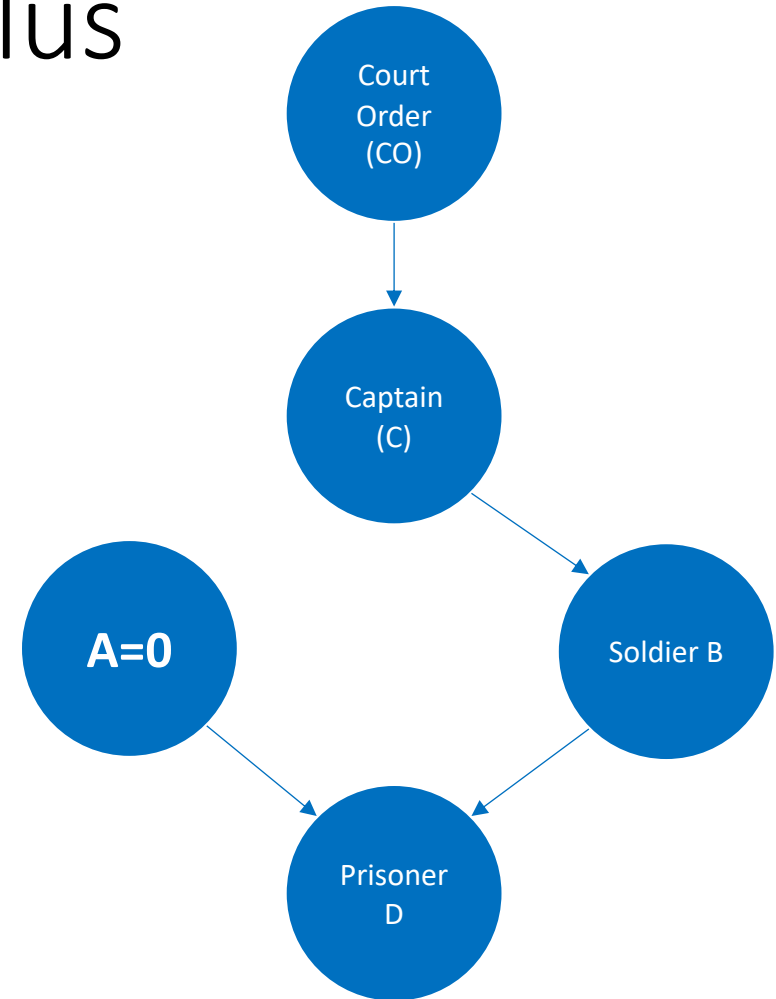 lus
Court
Order
(CO)
Captain
(C)
A=0
Soldier B
Prisoner
D